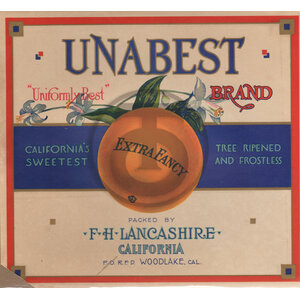 UNABEST
"Uniformly Best" BRAND
CALIFORNIA'S SWEETEST
TREE RIPENED AND FROSTLESS
EXTRA FANCY
PACKED BY
F·H·LANCASHIRE·
CALIFORNIA
P.O. R.F.D. WOODLAKE, CAL.